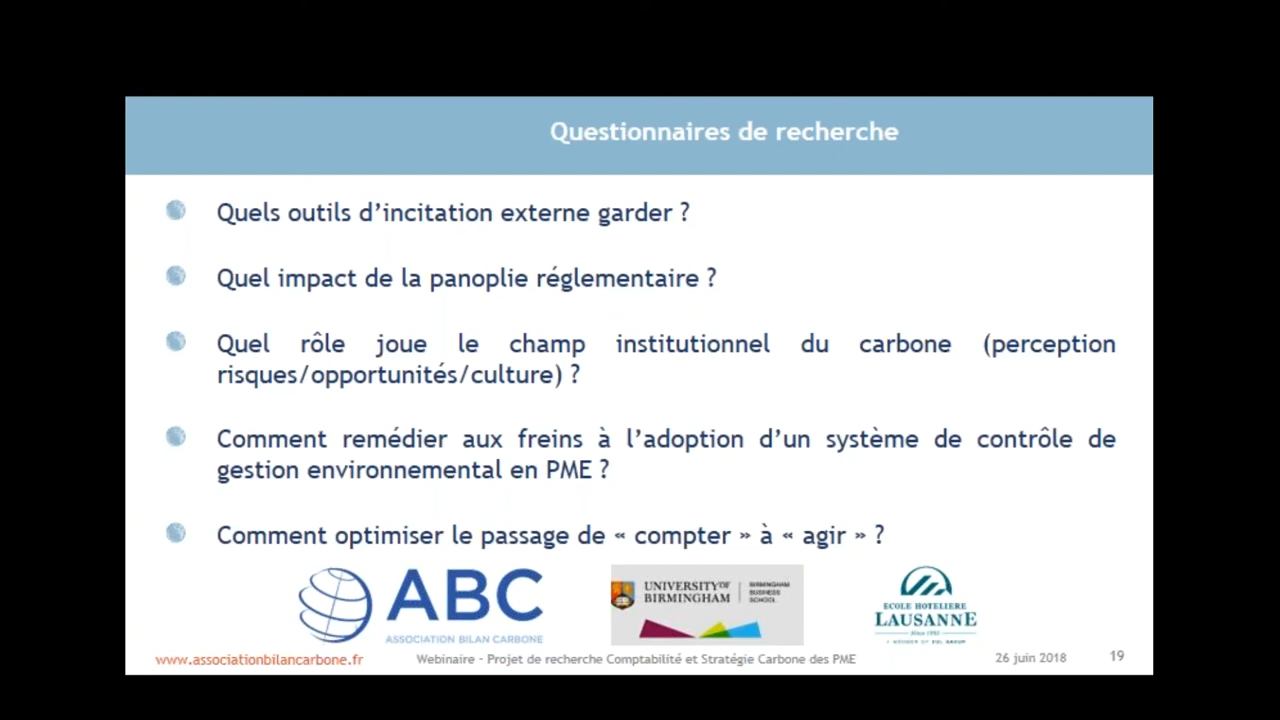 Questionnaires de recherche
Quels outils d’incitation externe garder ?
Quel impact de la panoplie réglementaire ?
Quel rôle joue le champ institutionnel du carbone (perception
risques/opportunités/culture) ?
Comment remédier aux freins à l’adoption d’un système de contrôle de
gestion environnemental en PME ?
Comment optimiser le passage de « compter » à « agir » ?
ABC
ASSOCIATION BILAN CARBONE
UNIVERSITY OF
BIRMINGHAM
BIRMINGHAM
BUSINESS
SCHOOL
ECOLE HOTELIERE
LAUSANNE
www.associationbilancarbone.fr
Webinaire - Projet de recherche Comptabilité et Stratégie Carbone des PME
26 juin 2018
19